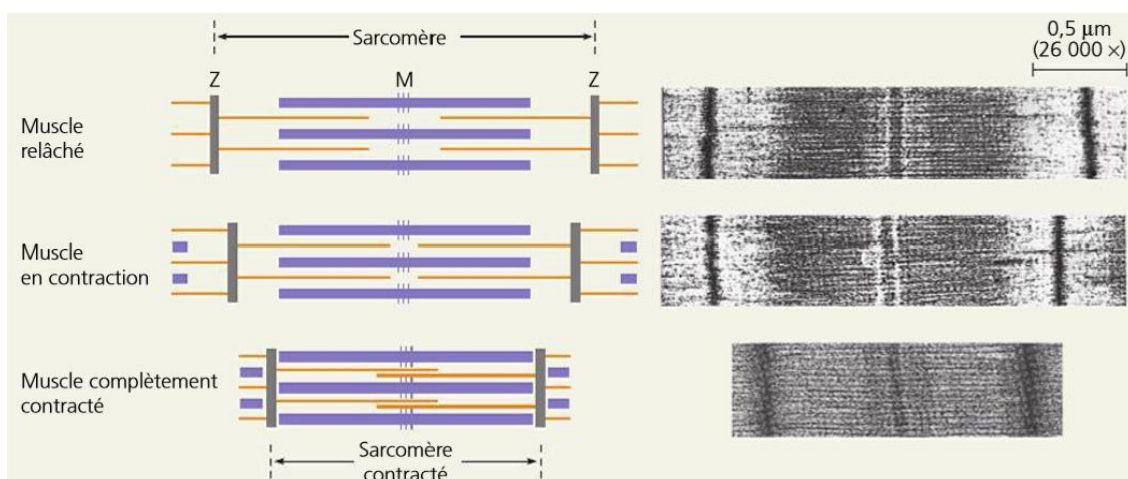 Sarcomère
0,5 µm
(26 000 ×)
Z M Z
Muscle
relâché
Muscle
en contraction
Muscle complètement
contracté
Sarcomère
contracté